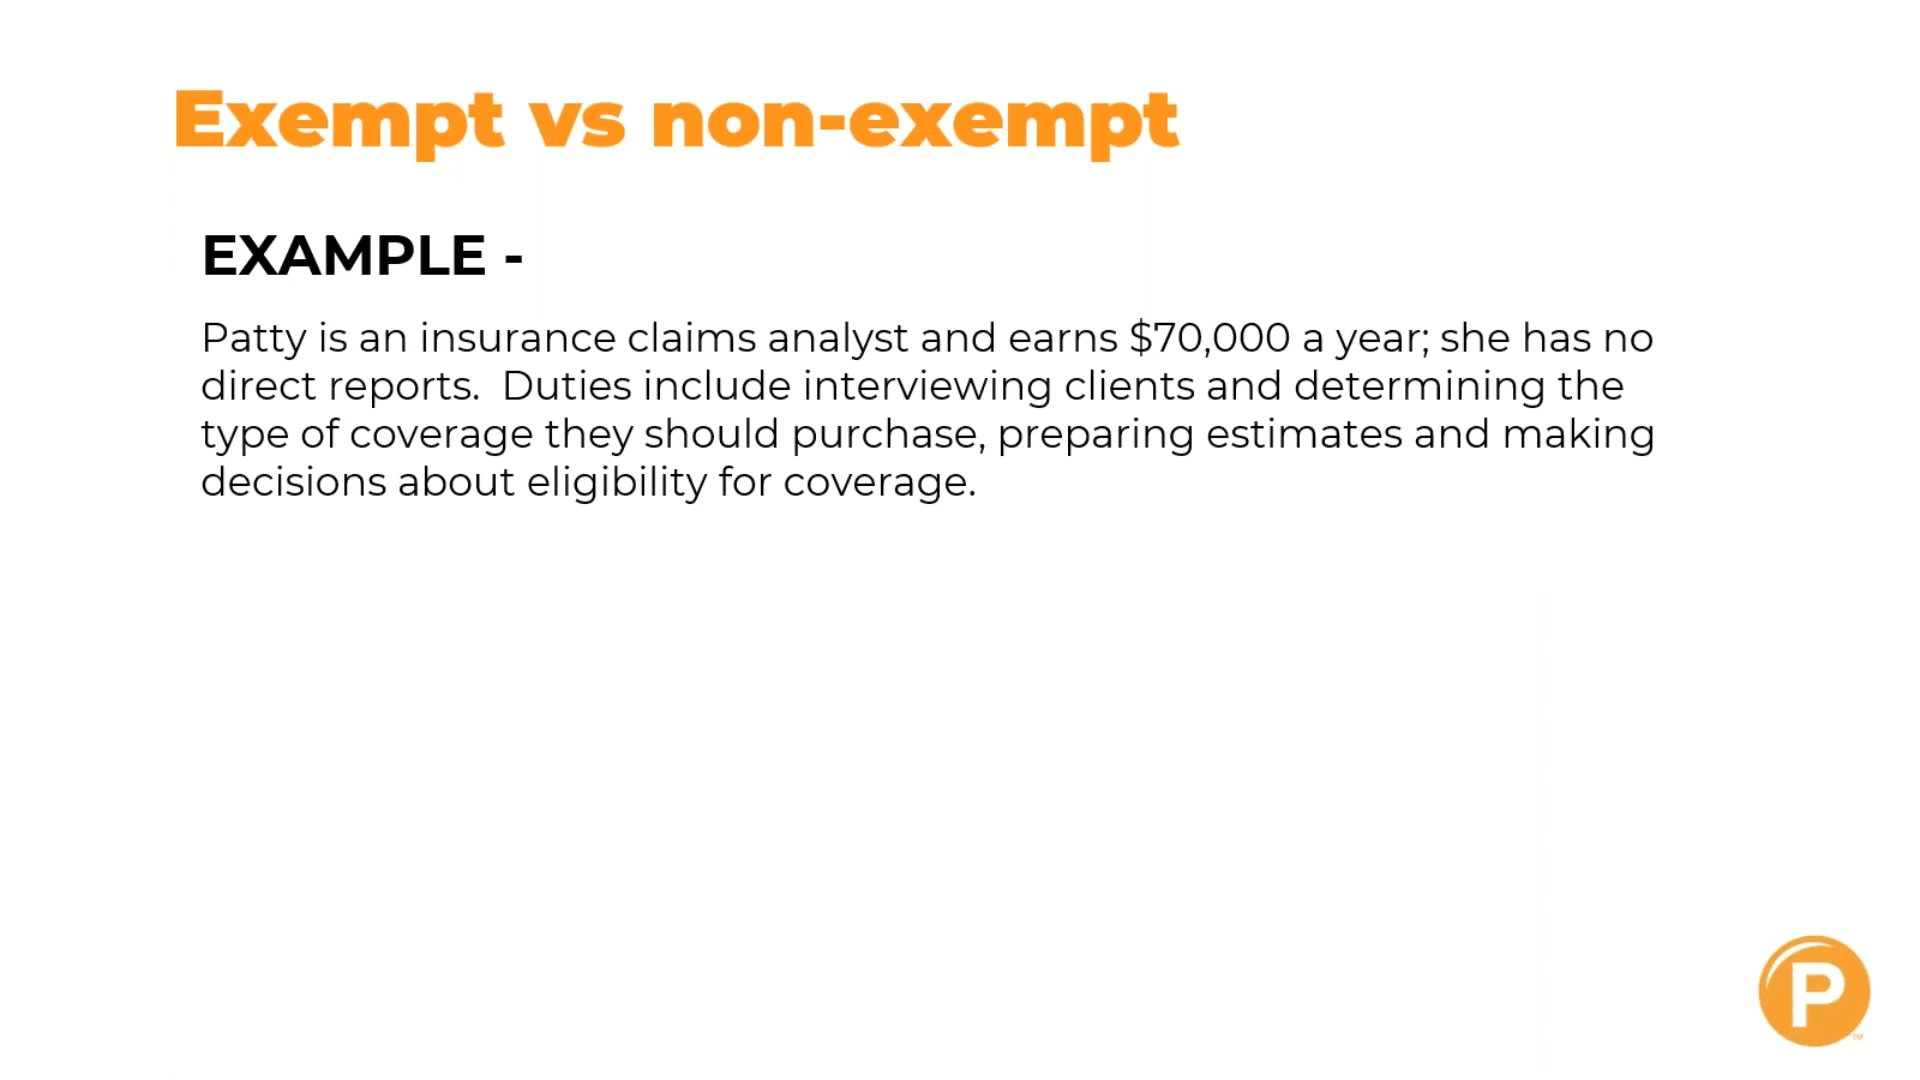 Exempt vs non-exempt
EXAMPLE -
Patty is an insurance claims analyst and earns $70,000 a year; she has no
direct reports.  Duties include interviewing clients and determining the
type of coverage they should purchase, preparing estimates and making
decisions about eligibility for coverage.
P
TM